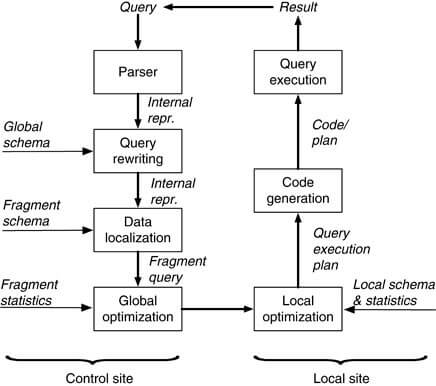 Query
Result
Parser
Query
execution
Internal
repr.
Global
schema
Query
rewriting
Code/
plan
Internal
repr.
Code
generation
Fragment
schema
Data
localization
Query
execution
plan
Fragment
query
Fragment
statistics
Global
optimization
Local
optimization
Local schema
& statistics
Control site
Local site